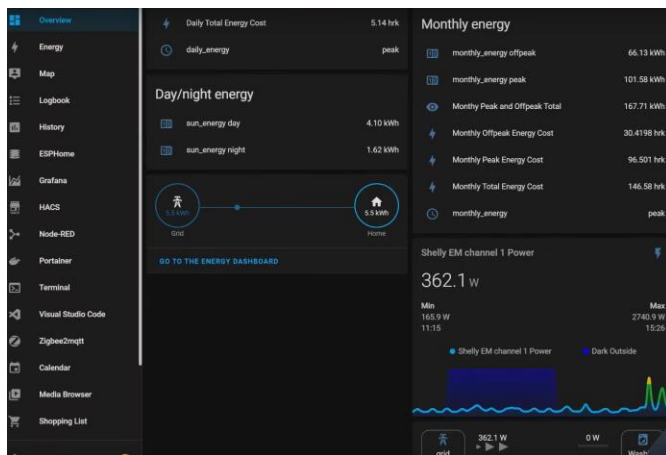 Overview
Energy
Map
Logbook
History
ESPHome
Grafana
HACS
Node-RED
Portainer
Terminal
Visual Studio Code
Zigbee2mqtt
Calendar
Media Browser
Shopping List
Daily Total Energy Cost 5.14 hrk
daily_energy peak
Day/night energy
sun_energy day 4.10 kWh
sun_energy night 1.62 kWh
5.5 kWh
Grid
5.5 kWh
Home
GO TO THE ENERGY DASHBOARD
Monthly energy
monthly_energy offpeak 66.13 kWh
monthly_energy peak 101.58 kWh
Monthy Peak and Offpeak Total 167.71 kWh
Monthly Offpeak Energy Cost 30.4198 hrk
Monthly Peak Energy Cost 96.501 hrk
Monthly Total Energy Cost 146.58 hrk
monthly_energy peak
Shelly EM channel 1 Power
362.1 W
Min Max
165.9 W 2740.9 W
11:15 15:26
Shelly EM channel 1 Power Dark Outside
362.1 W 0 W
grid